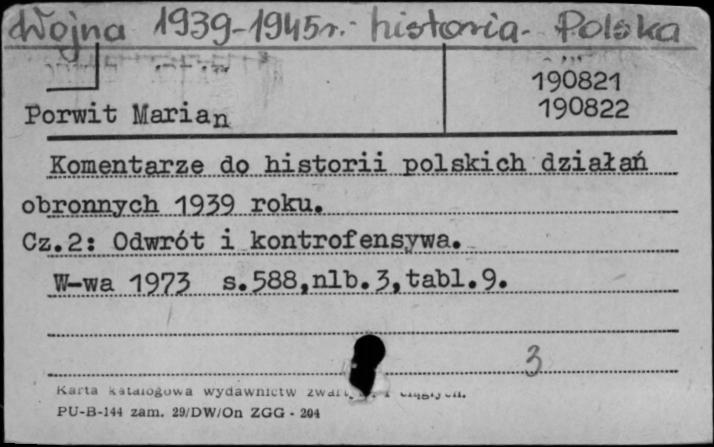 Wojna 1939-1945r. - historia - Polska
190821
Porwit Marian 190822
Komentarze do historii polskich działań
obronnych 1939 roku.
Cz.2: Odwrót i kontrofensywa.
W-wa 1973 s.588,nlb.3,tabl.9.
3
Karta katalogowa wydawnictw i
PU-B-144 zam. 29/DW/On ZGG - 204